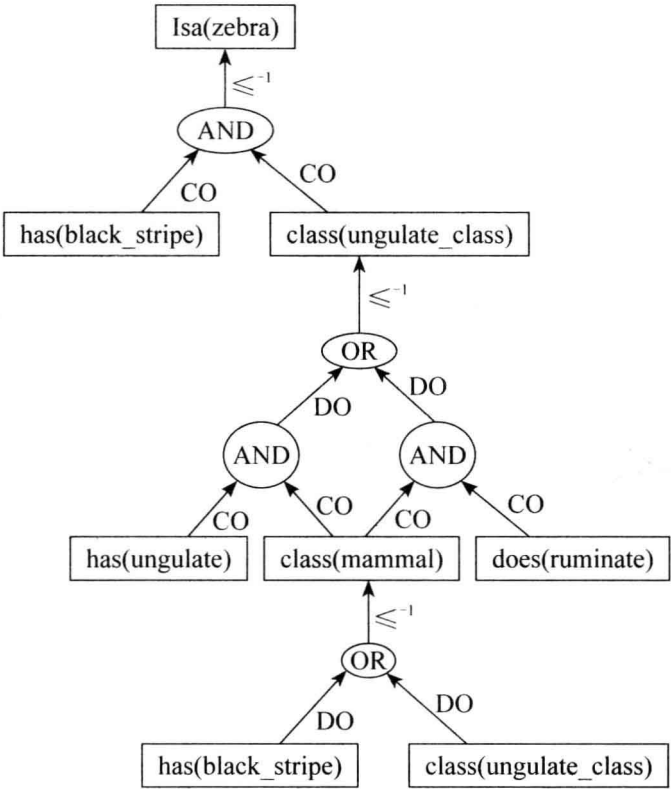 Isa(zebra)
≤⁻¹
AND
CO
CO
has(black_stripe)
class(ungulate_class)
≤⁻¹
OR
DO
DO
AND
AND
CO
CO
CO
CO
has(ungulate)
class(mammal)
does(ruminate)
≤⁻¹
OR
DO
DO
has(black_stripe)
class(ungulate_class)